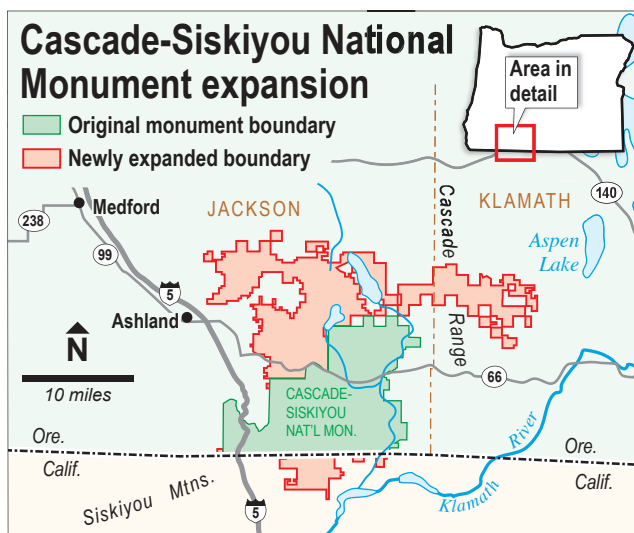 Cascade-Siskiyou National
Monument expansion
Area in
detail
Original monument boundary
Newly expanded boundary
140
238
Medford
JACKSON
Cascade
KLAMATH
99
Aspen
Lake
5
Ashland
N
Range
10 miles
66
CASCADE-
SISKIYOU
NAT'L MON.
River
Ore.
Ore.
Calif.
Calif.
Siskiyou Mtns.
Klamath
5